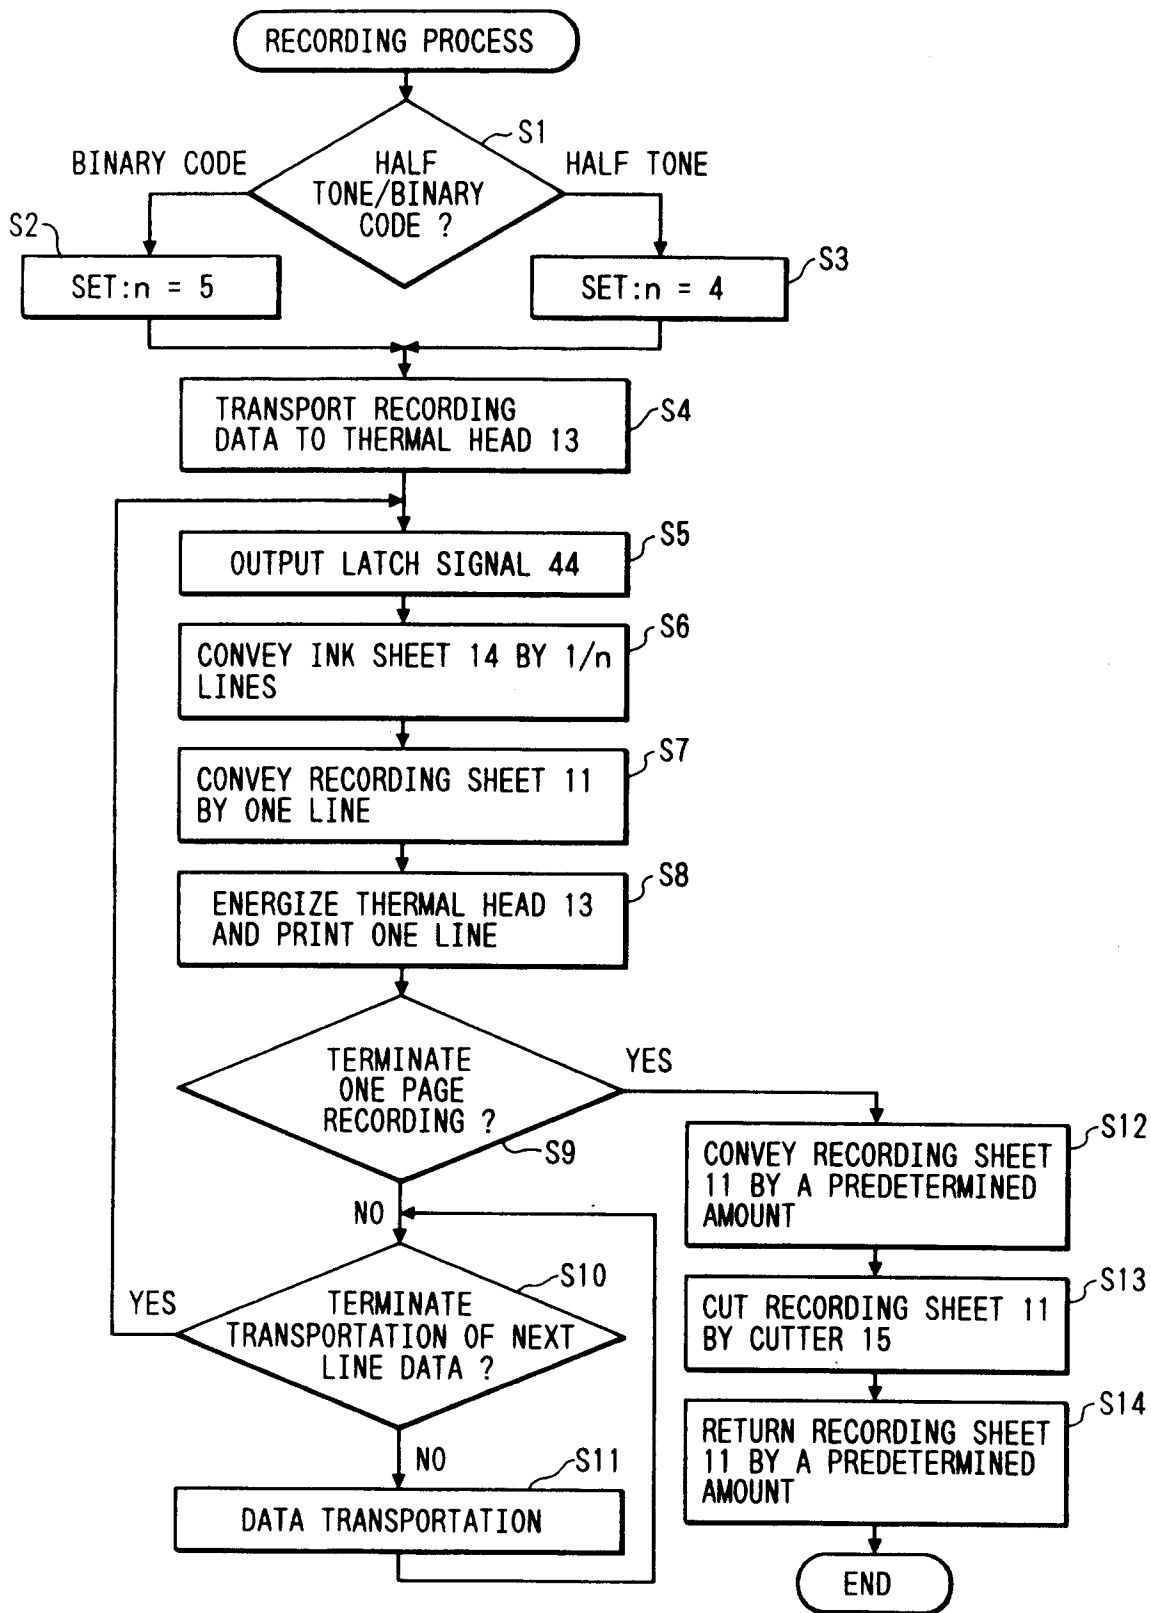 RECORDING PROCESS
S1
BINARY CODE
HALF
TONE/BINARY
CODE ?
HALF TONE
S2
SET:n = 5
S3
SET:n = 4
S4
TRANSPORT RECORDING
DATA TO THERMAL HEAD 13
S5
OUTPUT LATCH SIGNAL 44
S6
CONVEY INK SHEET 14 BY 1/n
LINES
S7
CONVEY RECORDING SHEET 11
BY ONE LINE
S8
ENERGIZE THERMAL HEAD 13
AND PRINT ONE LINE
TERMINATE
ONE PAGE
RECORDING ?
YES
S9
NO
S10
YES
TERMINATE
TRANSPORTATION OF NEXT
LINE DATA ?
NO
S11
DATA TRANSPORTATION
S12
CONVEY RECORDING SHEET
11 BY A PREDETERMINED
AMOUNT
S13
CUT RECORDING SHEET 11
BY CUTTER 15
S14
RETURN RECORDING SHEET
11 BY A PREDETERMINED
AMOUNT
END